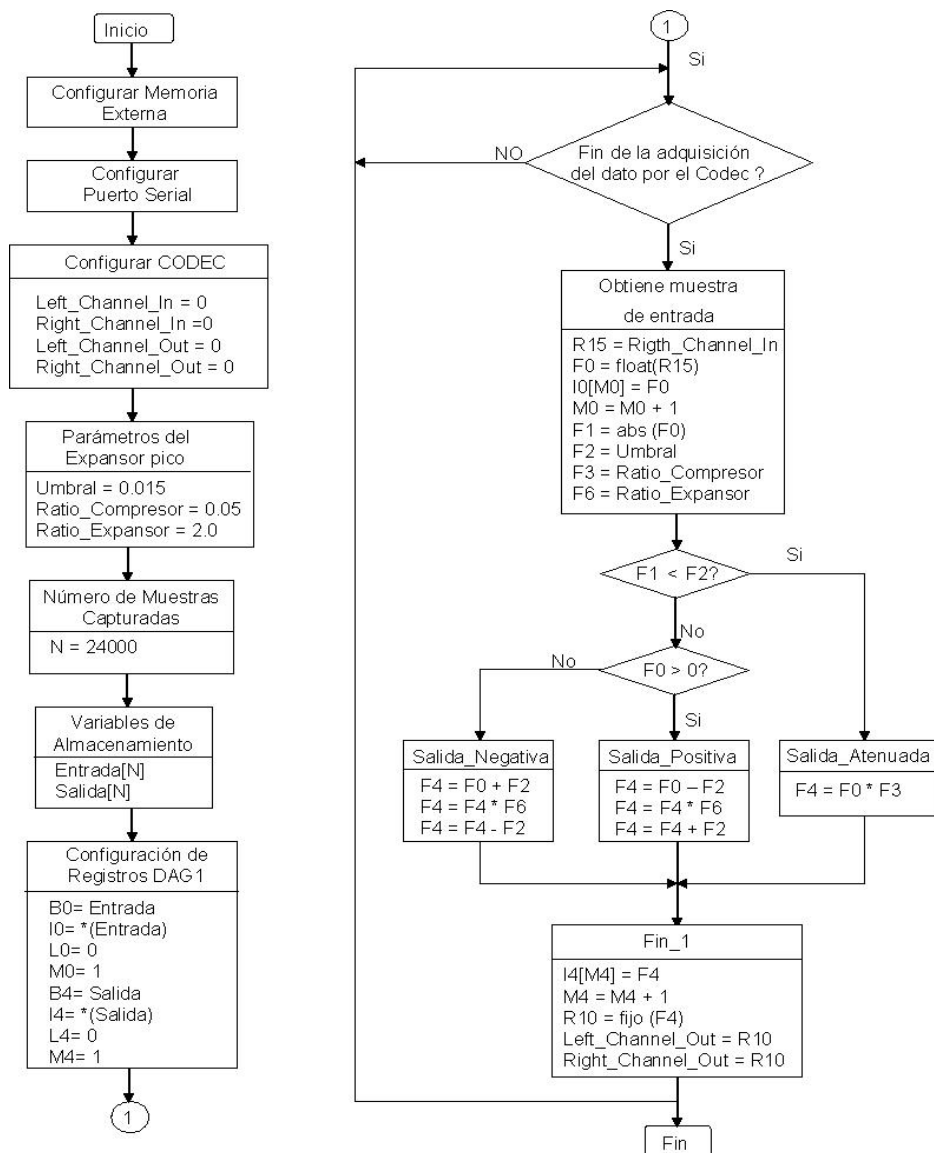 Inicio
Configurar Memoria
Externa
Configurar
Puerto Serial
Configurar CODEC
Left_Channel_In = 0
Right_Channel_In =0
Left_Channel_Out = 0
Right_Channel_Out = 0
Parámetros del
Expansor pico
Umbral = 0.015
Ratio_Compresor = 0.05
Ratio_Expansor = 2.0
Número de Muestras
Capturadas
N = 24000
Variables de
Almacenamiento
Entrada[N]
Salida[N]
Configuración de
Registros DAG1
B0= Entrada
I0= *(Entrada)
L0= 0
M0= 1
B4= Salida
I4= *(Salida)
L4= 0
M4= 1
1
1
Si
Fin de la adquisición
del dato por el Codec ?
NO
Si
Obtiene muestra
de entrada
R15 = Rigth_Channel_In
F0 = float(R15)
I0[M0] = F0
M0 = M0 + 1
F1 = abs (F0)
F2 = Umbral
F3 = Ratio_Compresor
F6 = Ratio_Expansor
F1 < F2?
Si
No
F0 > 0?
No
Si
Salida_Negativa
F4 = F0 + F2
F4 = F4 * F6
F4 = F4 - F2
Salida_Positiva
F4 = F0 – F2
F4 = F4 * F6
F4 = F4 + F2
Salida_Atenuada
F4 = F0 * F3
Fin_1
I4[M4] = F4
M4 = M4 + 1
R10 = fijo (F4)
Left_Channel_Out = R10
Right_Channel_Out = R10
Fin